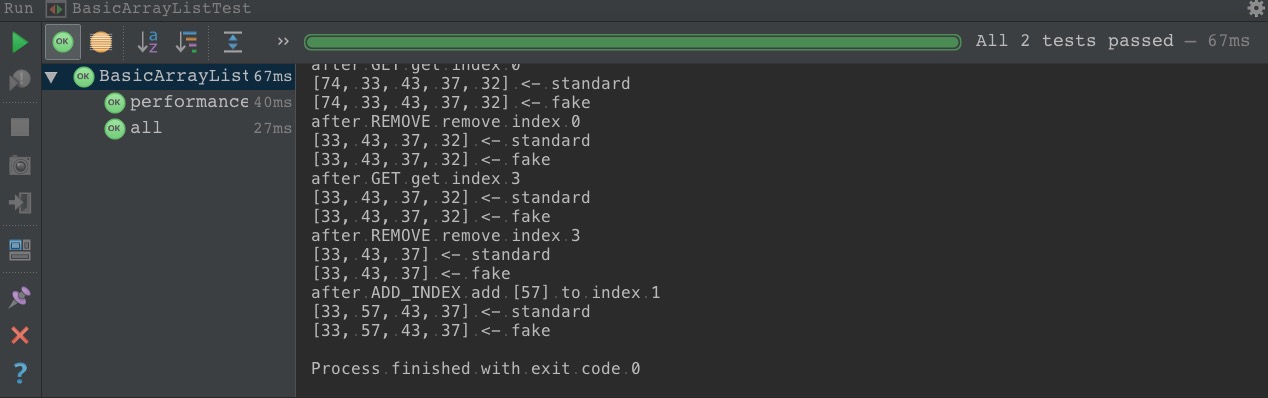 Run BasicArrayListTest
OK
a
z
»
All 2 tests passed — 67ms
OK BasicArrayList 67ms
OK performance 40ms
OK all 27ms
after GET get index 0
[74, 33, 43, 37, 32] <- standard
[74, 33, 43, 37, 32] <- fake
after REMOVE remove index 0
[33, 43, 37, 32] <- standard
[33, 43, 37, 32] <- fake
after GET get index 3
[33, 43, 37, 32] <- standard
[33, 43, 37, 32] <- fake
after REMOVE remove index 3
[33, 43, 37] <- standard
[33, 43, 37] <- fake
after ADD_INDEX add [57] to index 1
[33, 57, 43, 37] <- standard
[33, 57, 43, 37] <- fake
Process finished with exit code 0
?